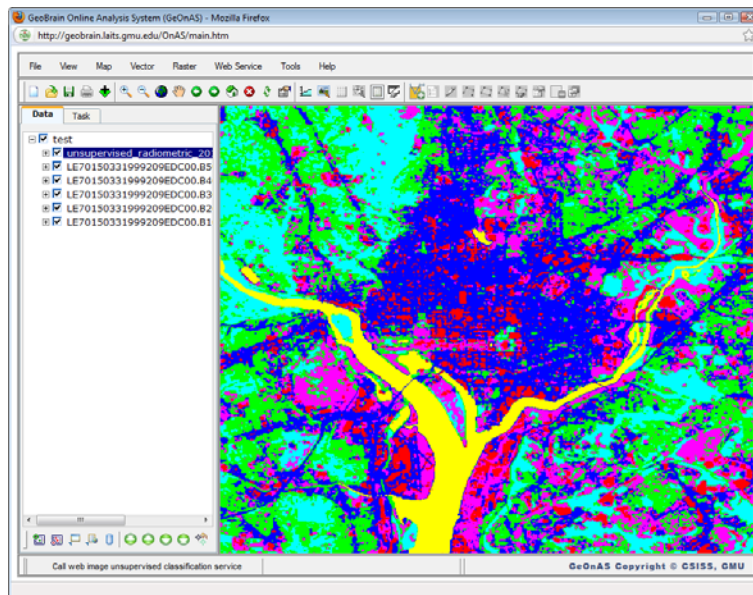 GeoBrain Online Analysis System (GeOnAS) - Mozilla Firefox
http://geobrain.laits.gmu.edu/OnAS/main.htm
File View Map Vector Raster Web Service Tools Help
Data Task
test
unsupervised_radiometric_20
LE70150331999209EDC00.B5
LE70150331999209EDC00.B4
LE70150331999209EDC00.B3
LE70150331999209EDC00.B2
LE70150331999209EDC00.B1
Call web image unsupervised classification service
GeOnAS Copyright © CSISS, GMU